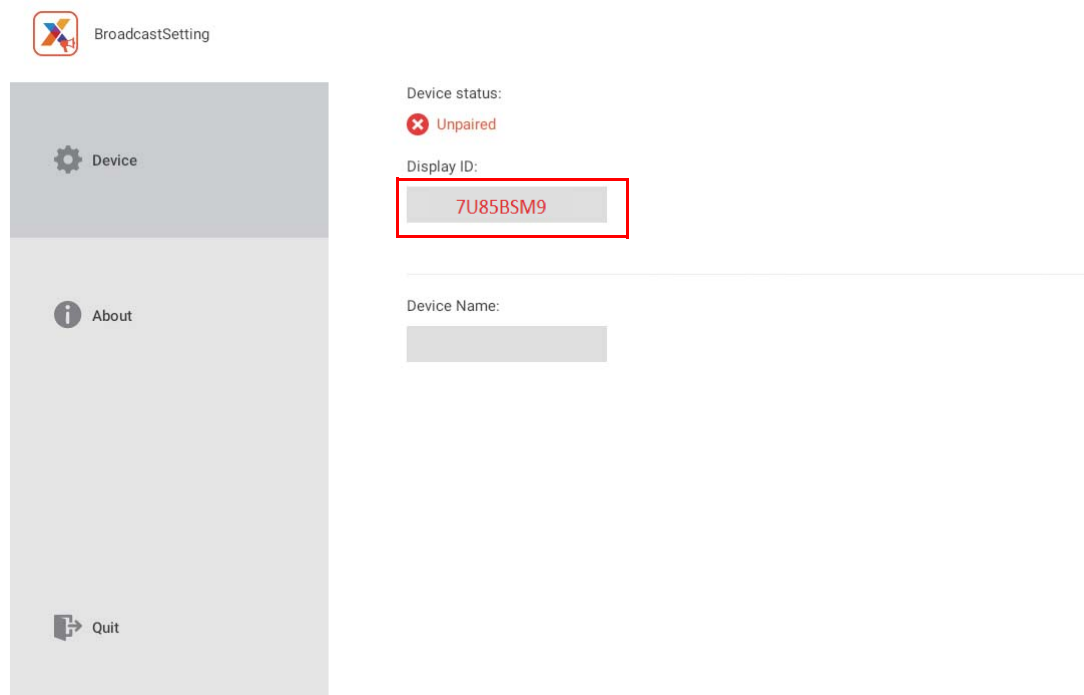 BroadcastSetting
Device
About
Quit
Device status:
Unpaired
Display ID:
7U85BSM9
Device Name: